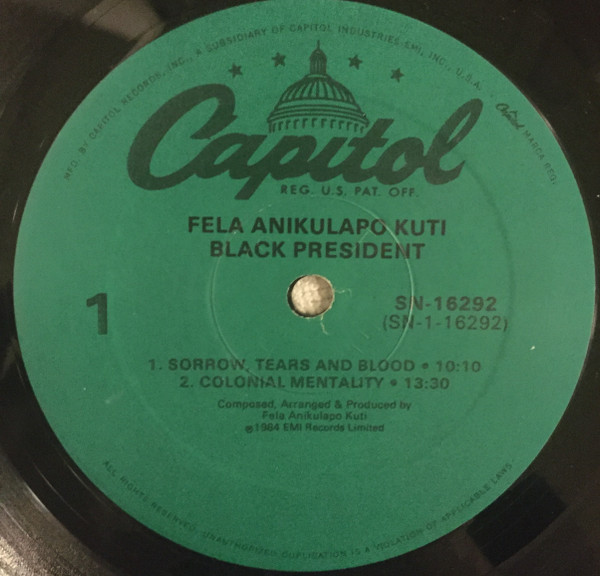 MFD. BY CAPITOL RECORDS, INC., A SUBSIDIARY OF CAPITOL INDUSTRIES-EMI, INC., U.S.A. • Capitol MARCA REG.
Capitol
REG. U.S. PAT. OFF.
FELA ANIKULAPO KUTI
BLACK PRESIDENT
1
SN-16292
(SN-1-16292)
1. SORROW, TEARS AND BLOOD • 10:10
2. COLONIAL MENTALITY • 13:30
Composed, Arranged & Produced by
Fela Anikulapo Kuti
℗1984 EMI Records Limited
ALL RIGHTS RESERVED. UNAUTHORIZED DUPLICATION IS A VIOLATION OF APPLICABLE LAWS.